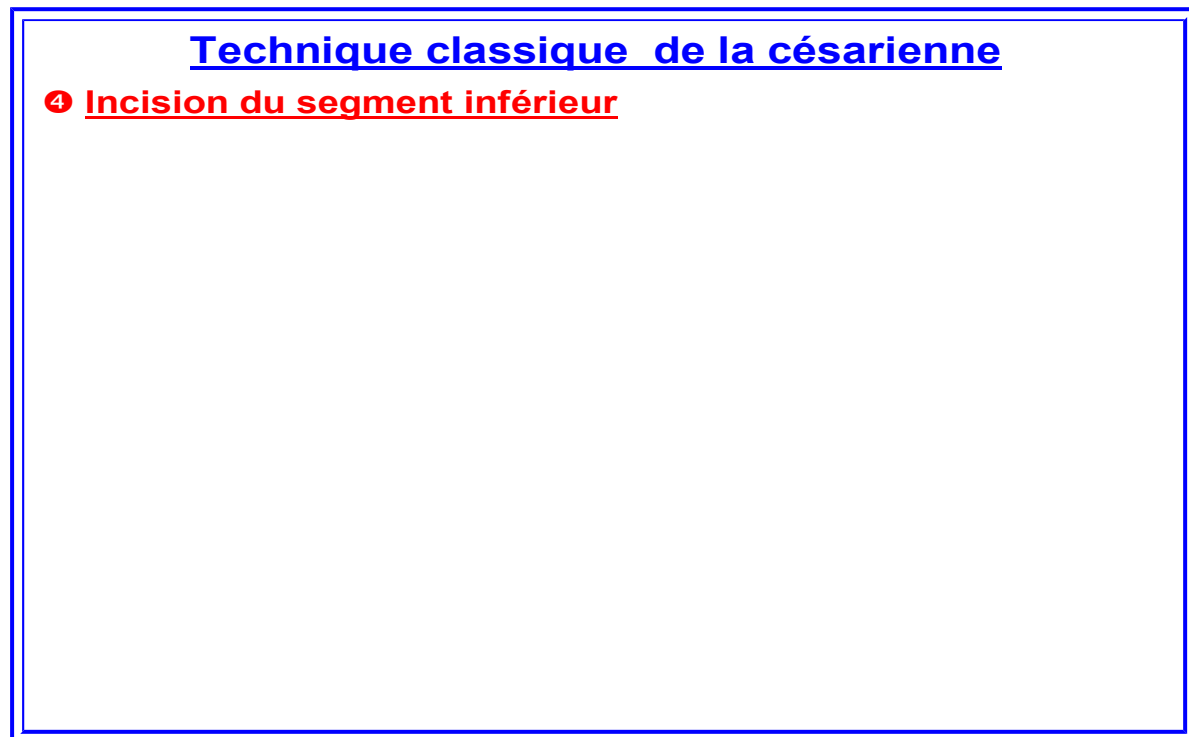 Technique classique  de la césarienne
❹ Incision du segment inférieur